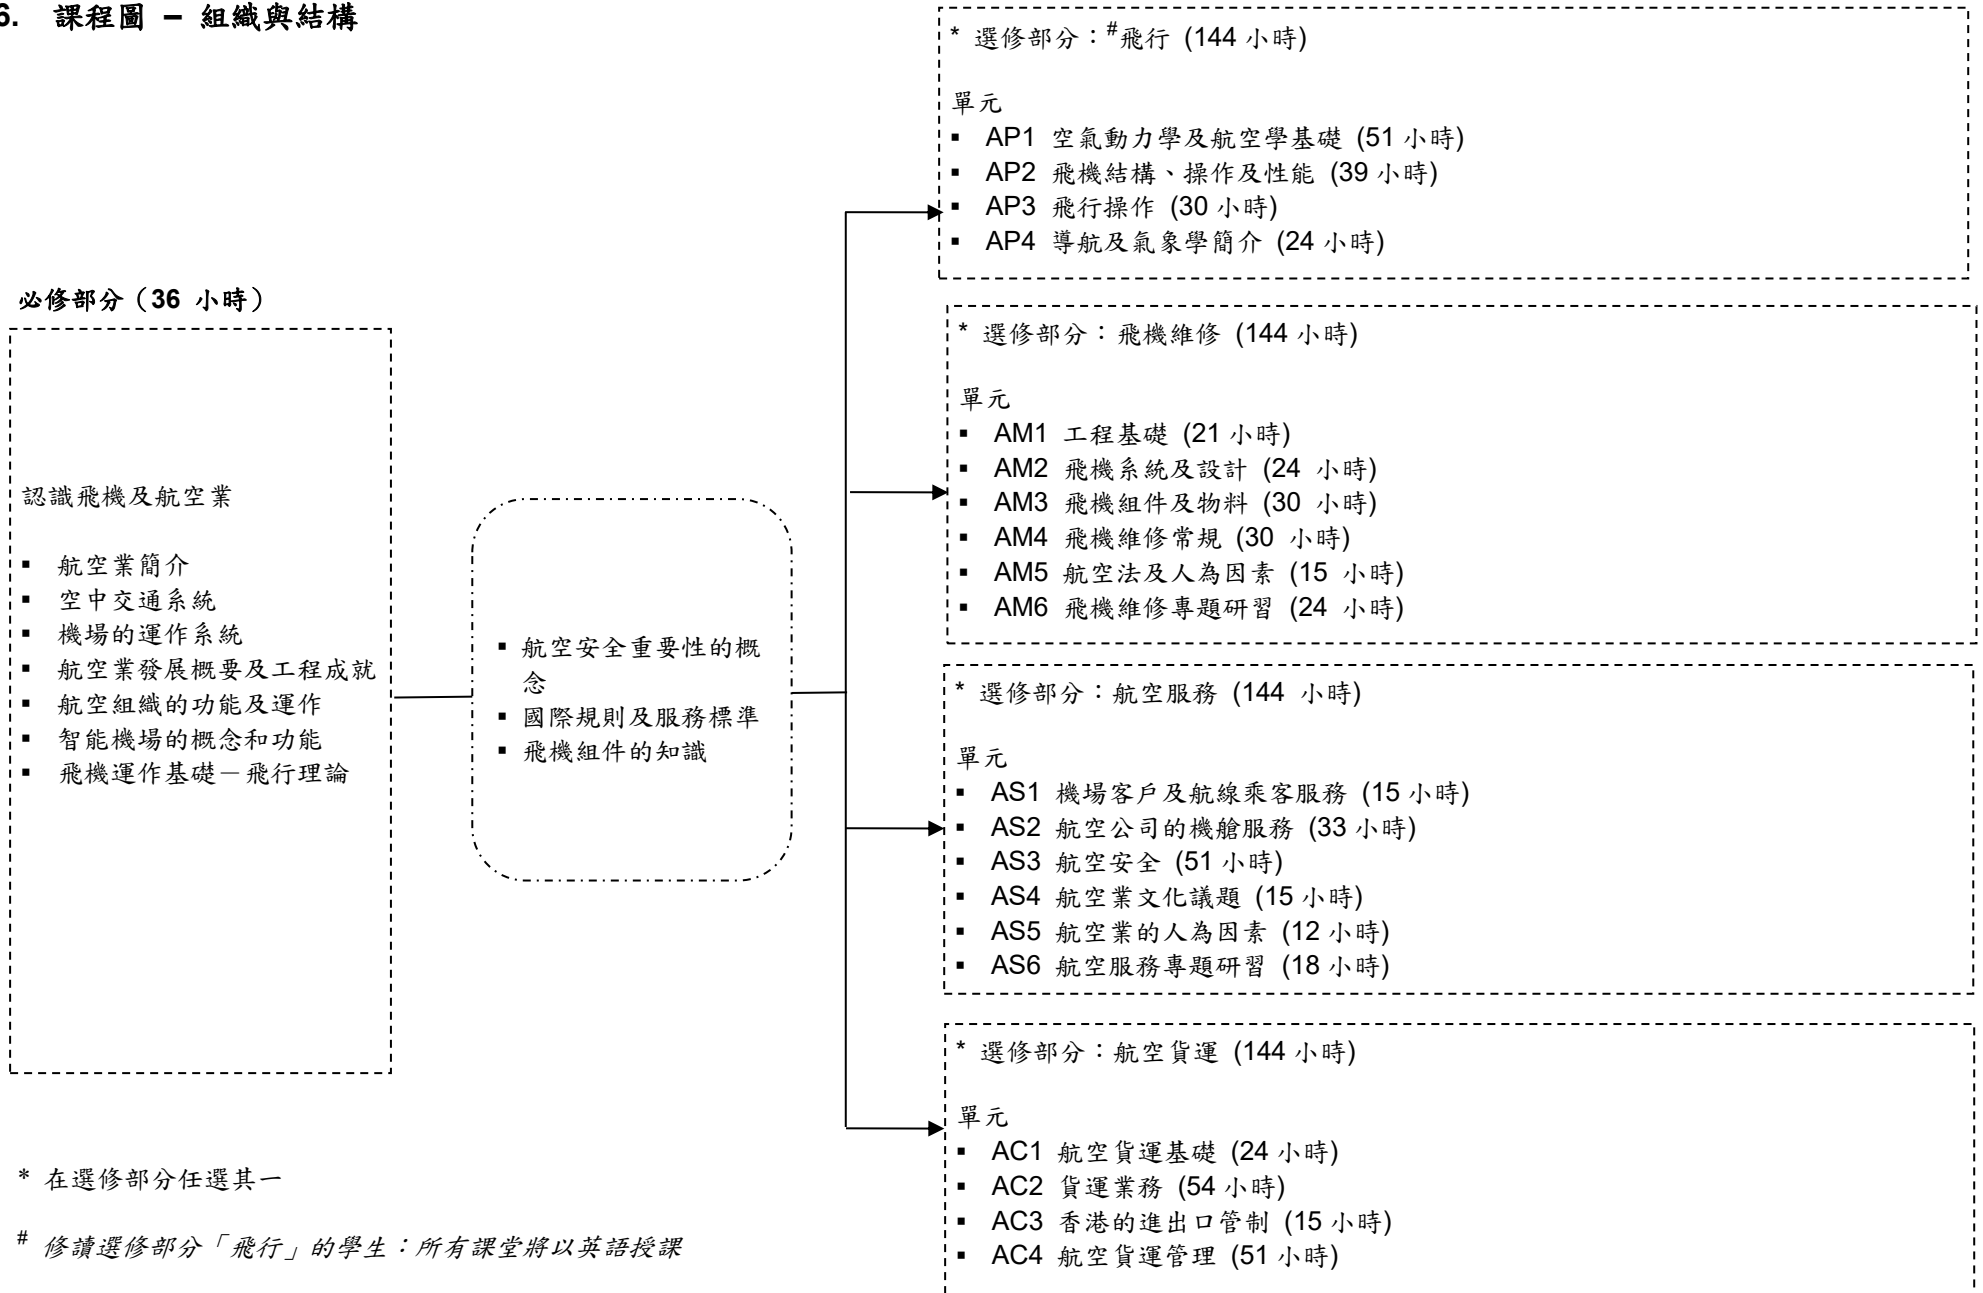 6. 課程圖 – 組織與結構
必修部分（36 小時）
認識飛機及航空業
▪ 航空業簡介
▪ 空中交通系統
▪ 機場的運作系統
▪ 航空業發展概要及工程成就
▪ 航空組織的功能及運作
▪ 智能機場的概念和功能
▪ 飛機運作基礎－飛行理論
▪ 航空安全重要性的概
念
▪ 國際規則及服務標準
▪ 飛機組件的知識
* 選修部分：#飛行 (144 小時)
單元
▪ AP1 空氣動力學及航空學基礎 (51 小時)
▪ AP2 飛機結構、操作及性能 (39 小時)
▪ AP3 飛行操作 (30 小時)
▪ AP4 導航及氣象學簡介 (24 小時)
* 選修部分：飛機維修 (144 小時)
單元
▪ AM1 工程基礎 (21 小時)
▪ AM2 飛機系統及設計 (24 小時)
▪ AM3 飛機組件及物料 (30 小時)
▪ AM4 飛機維修常規 (30 小時)
▪ AM5 航空法及人為因素 (15 小時)
▪ AM6 飛機維修專題研習 (24 小時)
* 選修部分：航空服務 (144 小時)
單元
▪ AS1 機場客戶及航線乘客服務 (15 小時)
▪ AS2 航空公司的機艙服務 (33 小時)
▪ AS3 航空安全 (51 小時)
▪ AS4 航空業文化議題 (15 小時)
▪ AS5 航空業的人為因素 (12 小時)
▪ AS6 航空服務專題研習 (18 小時)
* 選修部分：航空貨運 (144 小時)
單元
▪ AC1 航空貨運基礎 (24 小時)
▪ AC2 貨運業務 (54 小時)
▪ AC3 香港的進出口管制 (15 小時)
▪ AC4 航空貨運管理 (51 小時)
* 在選修部分任選其一
# 修讀選修部分「飛行」的學生：所有課堂將以英語授課